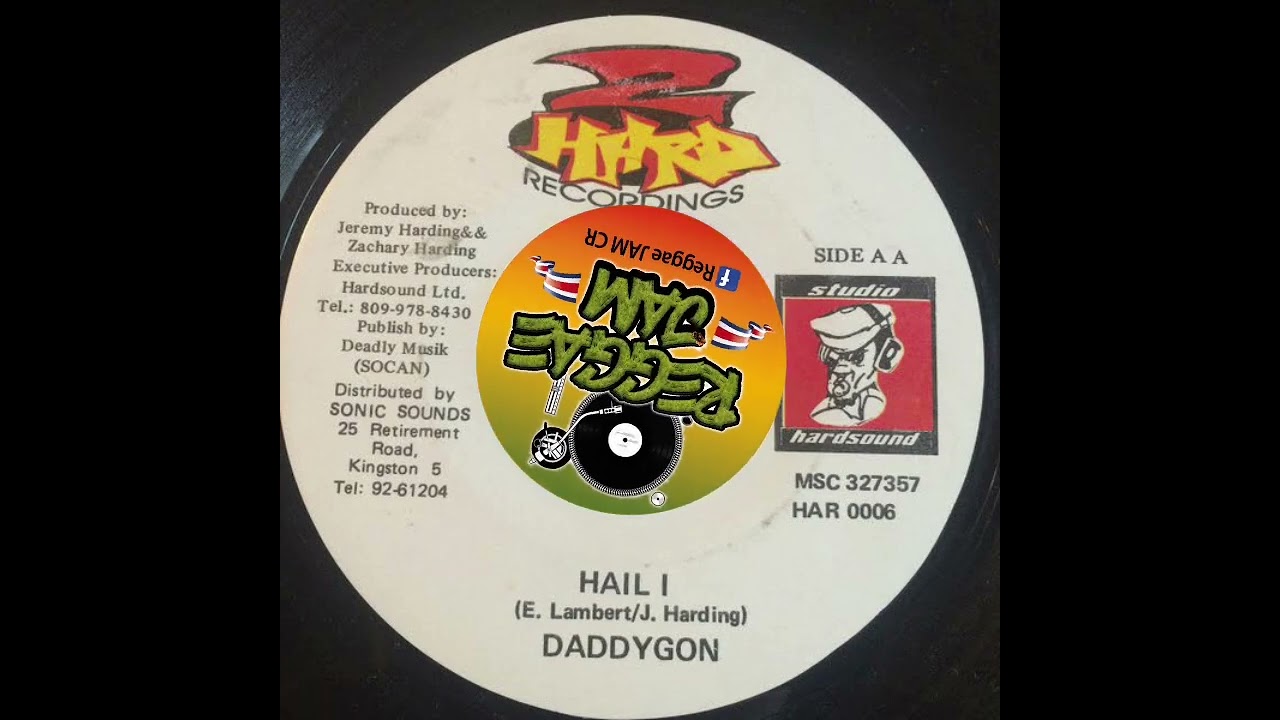 2
HARD
RECORDINGS
Produced by:
Jeremy Harding&&
Zachary Harding
Executive Producers:
Hardsound Ltd.
Tel.: 809-978-8430
Publish by:
Deadly Musik
(SOCAN)
Distributed by
SONIC SOUNDS
25 Retirement
Road,
Kingston 5
Tel: 92-61204
f Reggae JAM CR
REGGAE
JAM
SIDE A A
studio
hardsound
MSC 327357
HAR 0006
HAIL I
(E. Lambert/J. Harding)
DADDYGON